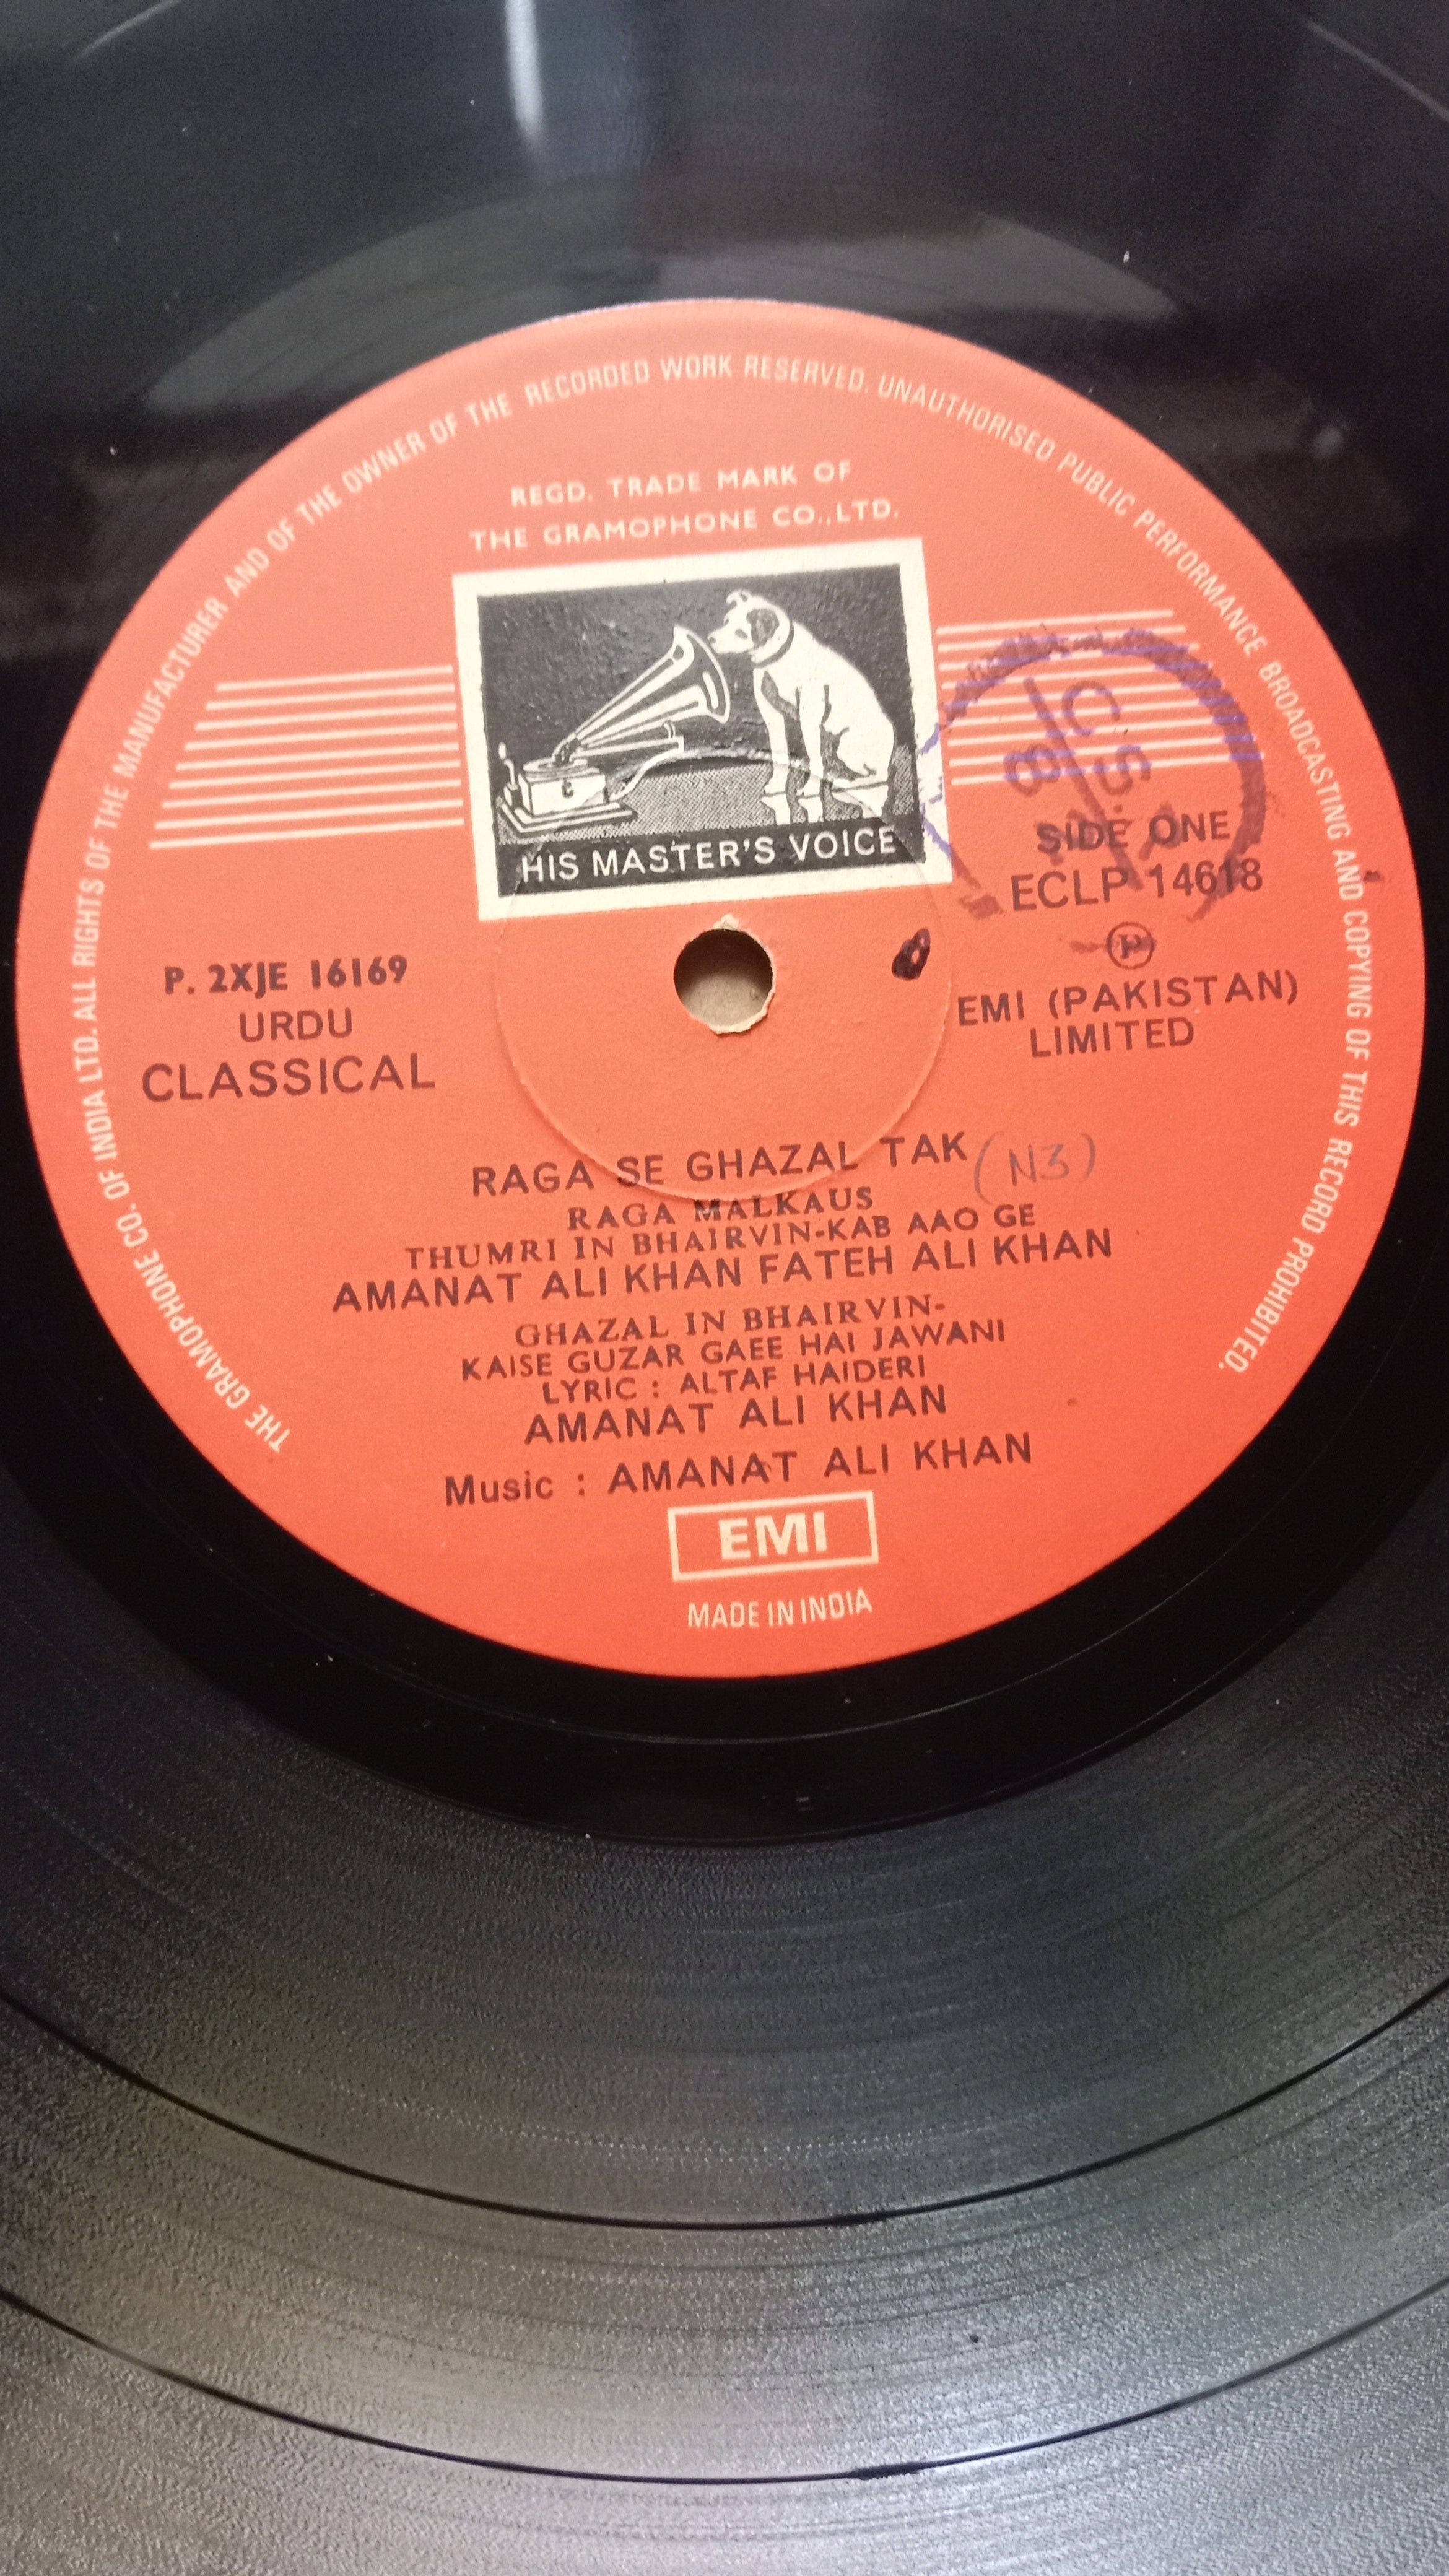 THE GRAMOPHONE CO. OF INDIA LTD. ALL RIGHTS OF THE MANUFACTURER AND OF THE OWNER OF THE RECORDED WORK RESERVED. UNAUTHORISED PUBLIC PERFORMANCE BROADCASTING AND COPYING OF THIS RECORD PROHIBITED.
REGD. TRADE MARK OF
THE GRAMOPHONE CO.,LTD.
HIS MASTER'S VOICE
SIDE ONE
ECLP 14618
P
EMI (PAKISTAN)
LIMITED
P. 2XJE 16169
URDU
CLASSICAL
RAGA SE GHAZAL TAK (N3)
RAGA MALKAUS
THUMRI IN BHAIRVIN-KAB AAO GE
AMANAT ALI KHAN FATEH ALI KHAN
GHAZAL IN BHAIRVIN-
KAISE GUZAR GAEE HAI JAWANI
LYRIC : ALTAF HAIDERI
AMANAT ALI KHAN
Music : AMANAT ALI KHAN
EMI
MADE IN INDIA